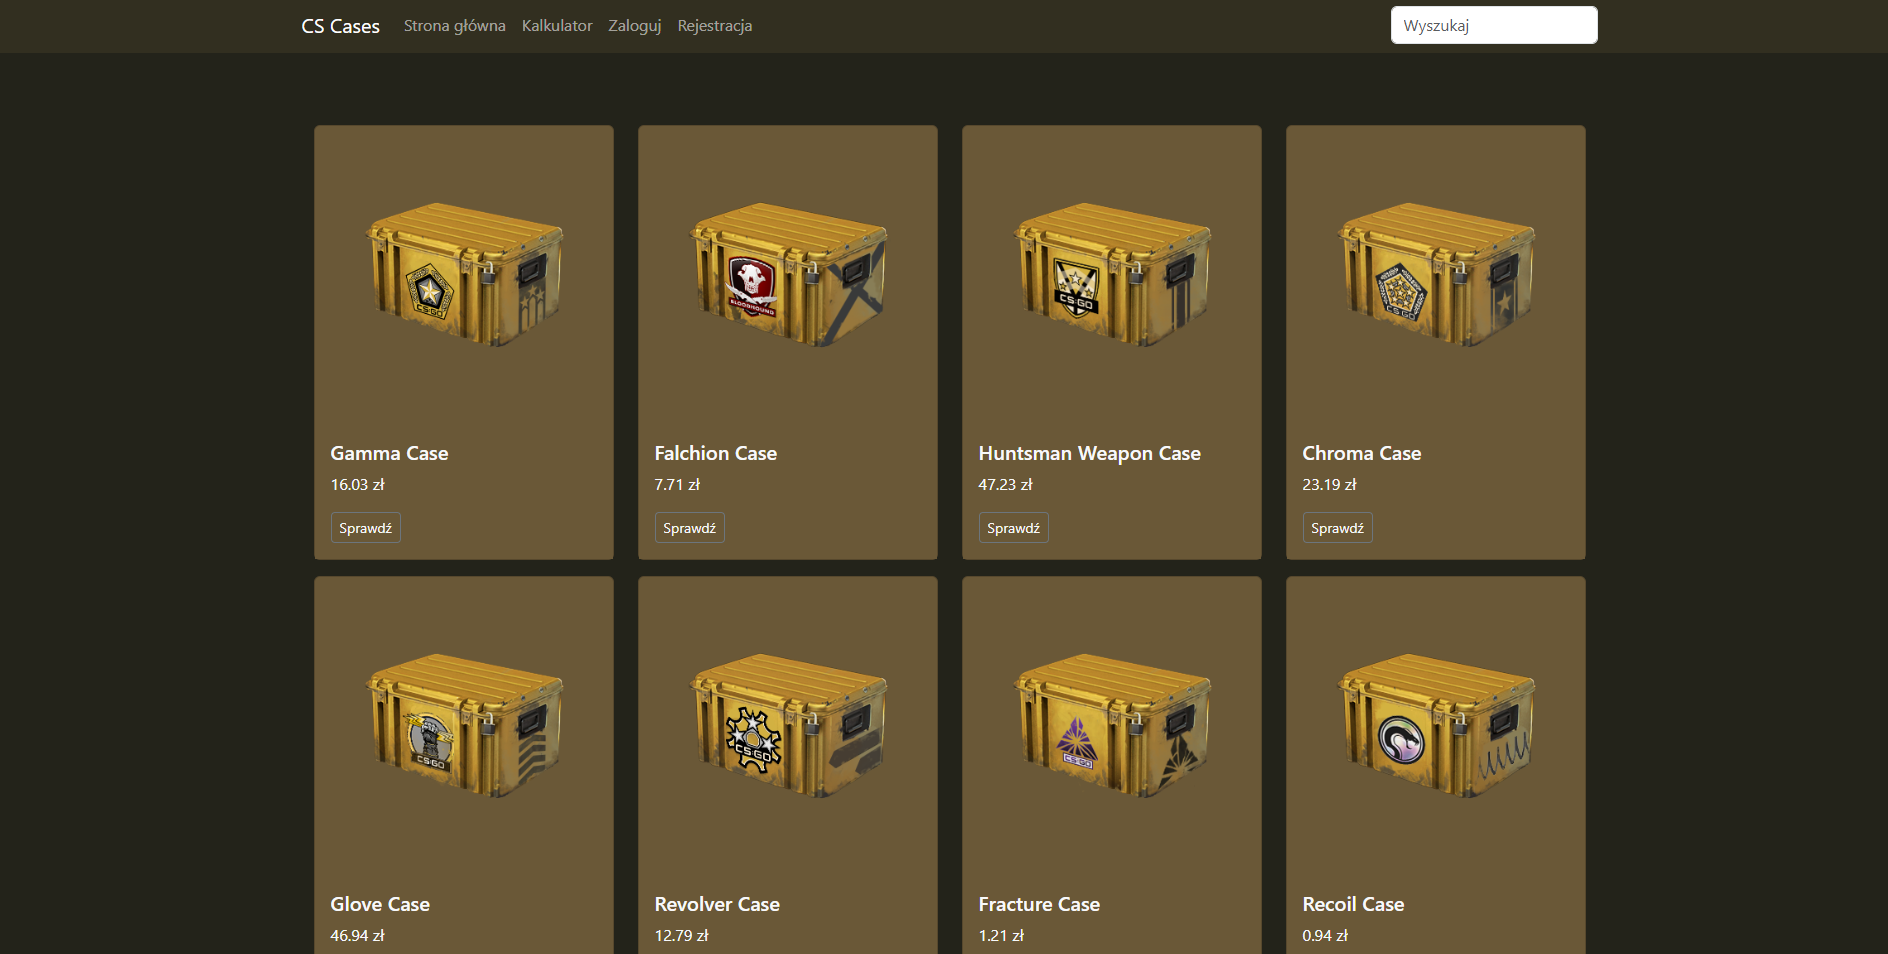 CS Cases Strona główna Kalkulator Zaloguj Rejestracja Wyszukaj
CS:GO
BLOODHOUND
CS:GO
CS:GO
Gamma Case
16.03 zł
Sprawdź
Falchion Case
7.71 zł
Sprawdź
Huntsman Weapon Case
47.23 zł
Sprawdź
Chroma Case
23.19 zł
Sprawdź
CS:GO
CS:GO
CS:GO
Glove Case
46.94 zł
Revolver Case
12.79 zł
Fracture Case
1.21 zł
Recoil Case
0.94 zł